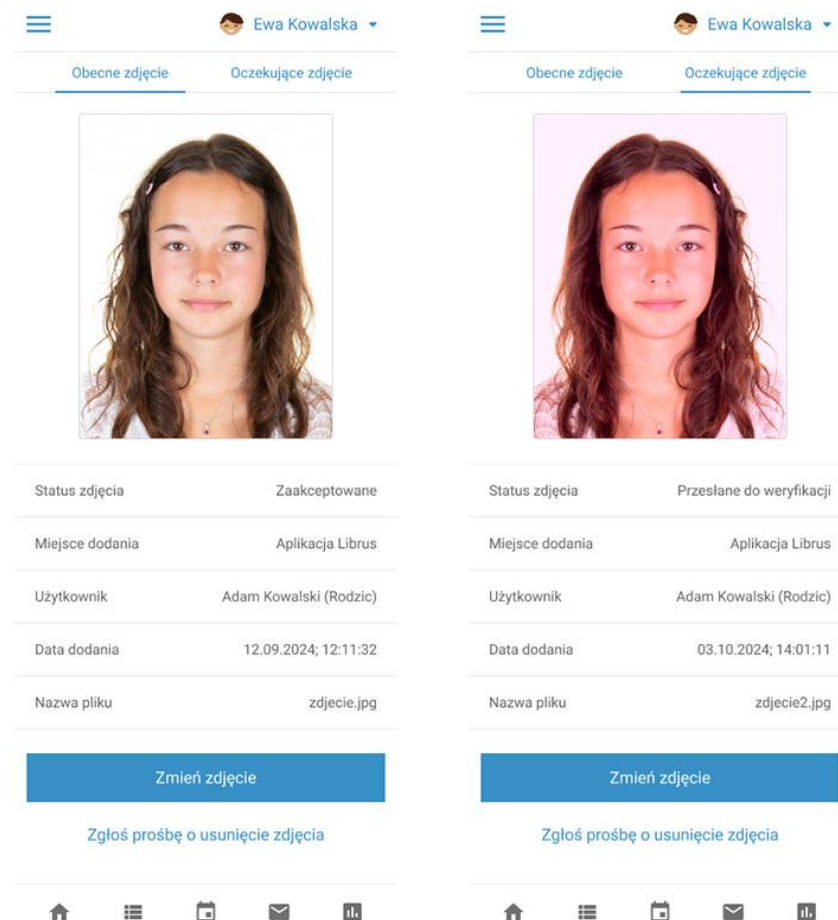 Ewa Kowalska
Obecne zdjęcie Oczekujące zdjęcie
Status zdjęcia Zaakceptowane
Miejsce dodania Aplikacja Librus
Użytkownik Adam Kowalski (Rodzic)
Data dodania 12.09.2024; 12:11:32
Nazwa pliku zdjecie.jpg
Zmień zdjęcie
Zgłoś prośbę o usunięcie zdjęcia
Ewa Kowalska
Obecne zdjęcie Oczekujące zdjęcie
Status zdjęcia Przesłane do weryfikacji
Miejsce dodania Aplikacja Librus
Użytkownik Adam Kowalski (Rodzic)
Data dodania 03.10.2024; 14:01:11
Nazwa pliku zdjecie2.jpg
Zmień zdjęcie
Zgłoś prośbę o usunięcie zdjęcia